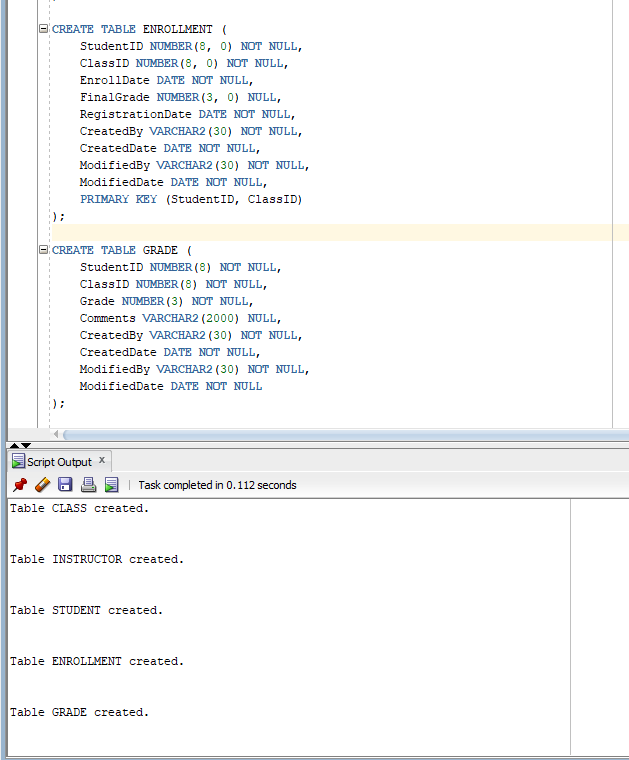 CREATE TABLE ENROLLMENT (
StudentID NUMBER(8, 0) NOT NULL,
ClassID NUMBER(8, 0) NOT NULL,
EnrollDate DATE NOT NULL,
FinalGrade NUMBER(3, 0) NULL,
RegistrationDate DATE NOT NULL,
CreatedBy VARCHAR2(30) NOT NULL,
CreatedDate DATE NOT NULL,
ModifiedBy VARCHAR2(30) NOT NULL,
ModifiedDate DATE NOT NULL,
PRIMARY KEY (StudentID, ClassID)
);
CREATE TABLE GRADE (
StudentID NUMBER(8) NOT NULL,
ClassID NUMBER(8) NOT NULL,
Grade NUMBER(3) NOT NULL,
Comments VARCHAR2(2000) NULL,
CreatedBy VARCHAR2(30) NOT NULL,
CreatedDate DATE NOT NULL,
ModifiedBy VARCHAR2(30) NOT NULL,
ModifiedDate DATE NOT NULL
);
Script Output x
Task completed in 0.112 seconds
Table CLASS created.
Table INSTRUCTOR created.
Table STUDENT created.
Table ENROLLMENT created.
Table GRADE created.